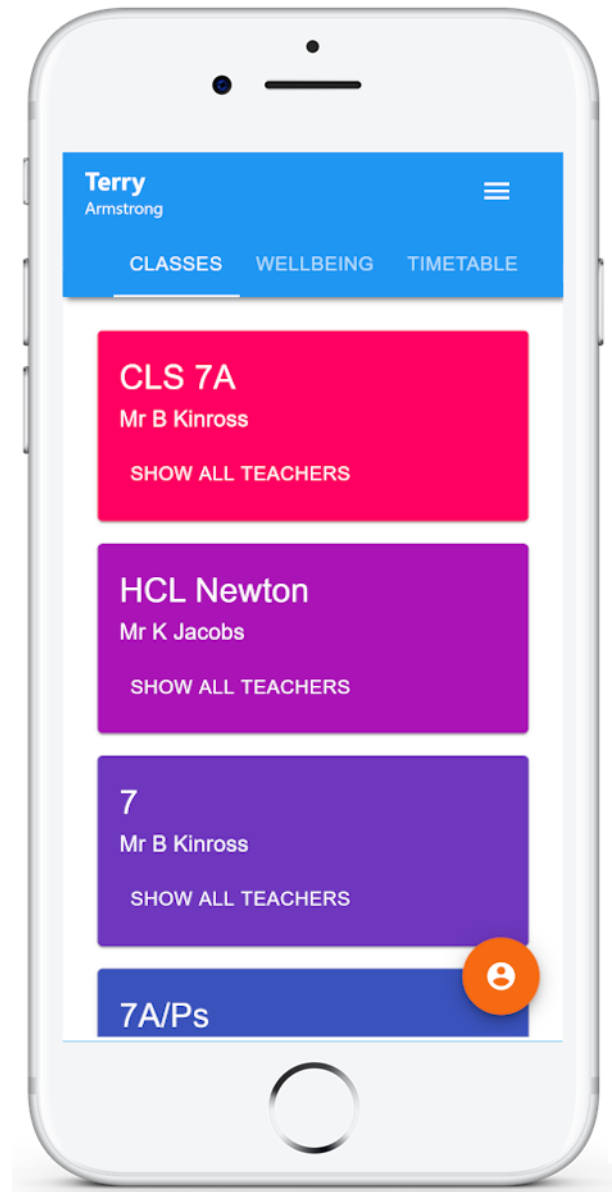 Terry
Armstrong
CLASSES WELLBEING TIMETABLE
CLS 7A
Mr B Kinross
SHOW ALL TEACHERS
HCL Newton
Mr K Jacobs
SHOW ALL TEACHERS
7
Mr B Kinross
SHOW ALL TEACHERS
7A/Ps